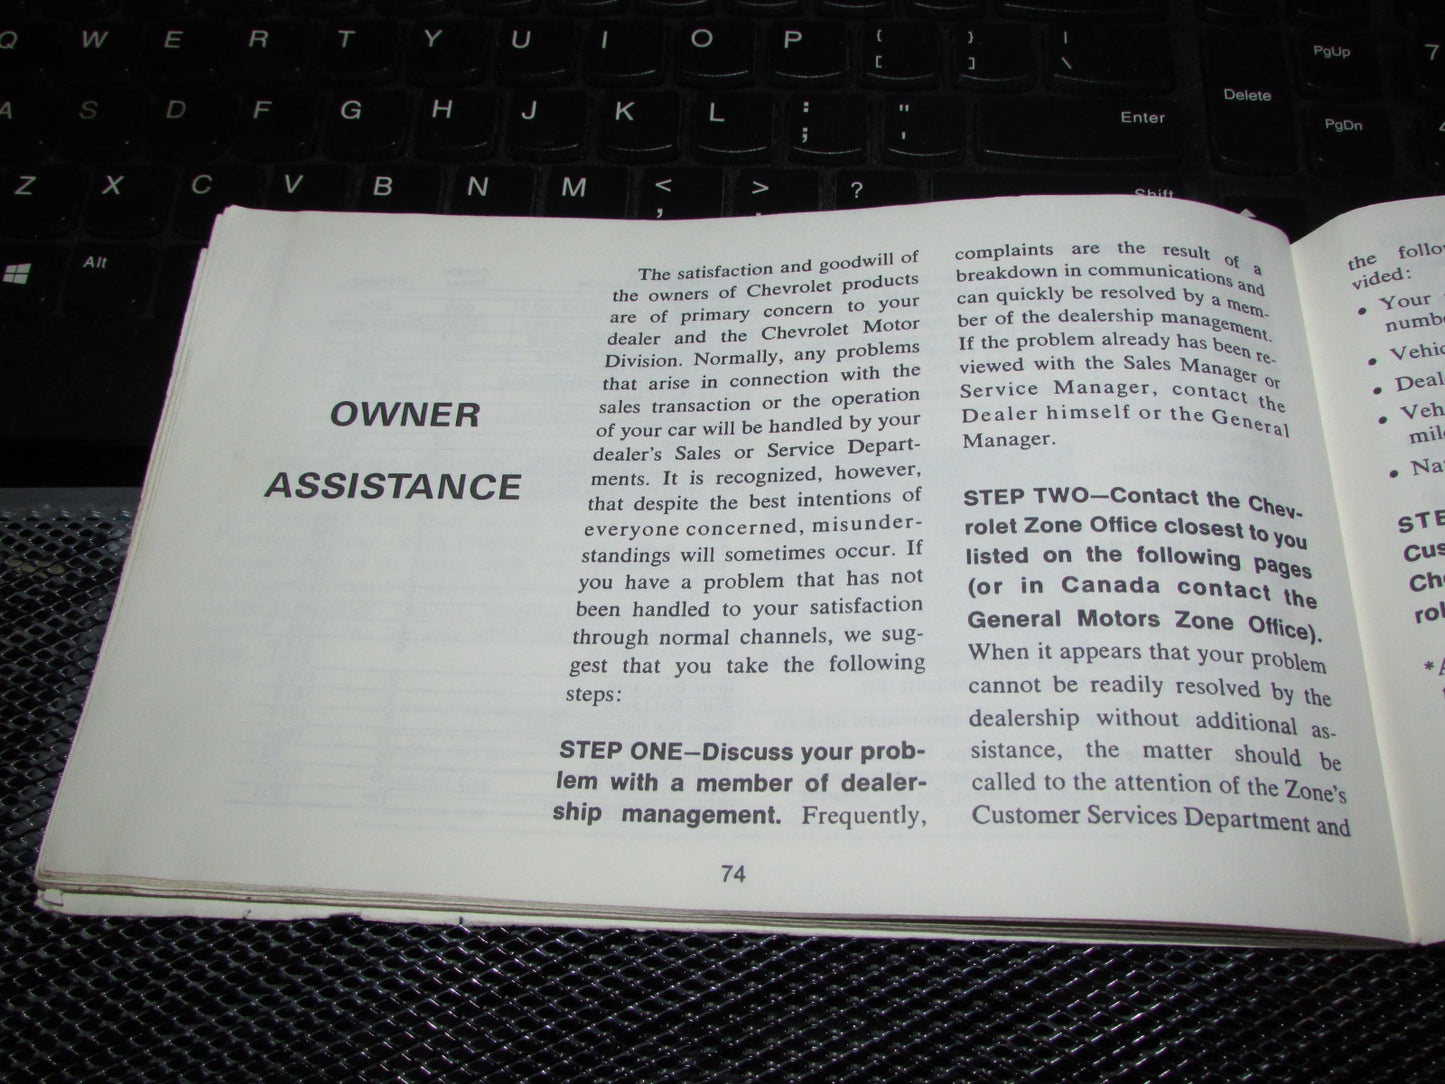 Q W E R T Y U I O P { [ } ] | \ PgUp 7
A S D F G H J K L : ; " ' Enter Delete PgDn
Z X C V B N M < , > . ? Shift
Alt
OWNER
ASSISTANCE
The satisfaction and goodwill of
the owners of Chevrolet products
are of primary concern to your
dealer and the Chevrolet Motor
Division. Normally, any problems
that arise in connection with the
sales transaction or the operation
of your car will be handled by your
dealer's Sales or Service Depart-
ments. It is recognized, however,
that despite the best intentions of
everyone concerned, misunder-
standings will sometimes occur. If
you have a problem that has not
been handled to your satisfaction
through normal channels, we sug-
gest that you take the following
steps:
STEP ONE—Discuss your prob-
lem with a member of dealer-
ship management. Frequently,
complaints are the result of a
breakdown in communications and
can quickly be resolved by a mem-
ber of the dealership management.
If the problem already has been re-
viewed with the Sales Manager or
Service Manager, contact the
Dealer himself or the General
Manager.
STEP TWO—Contact the Chev-
rolet Zone Office closest to you
listed on the following pages
(or in Canada contact the
General Motors Zone Office).
When it appears that your problem
cannot be readily resolved by the
dealership without additional as-
sistance, the matter should be
called to the attention of the Zone's
Customer Services Department and
74
the
vided:
• Your
•
•
•
•
*